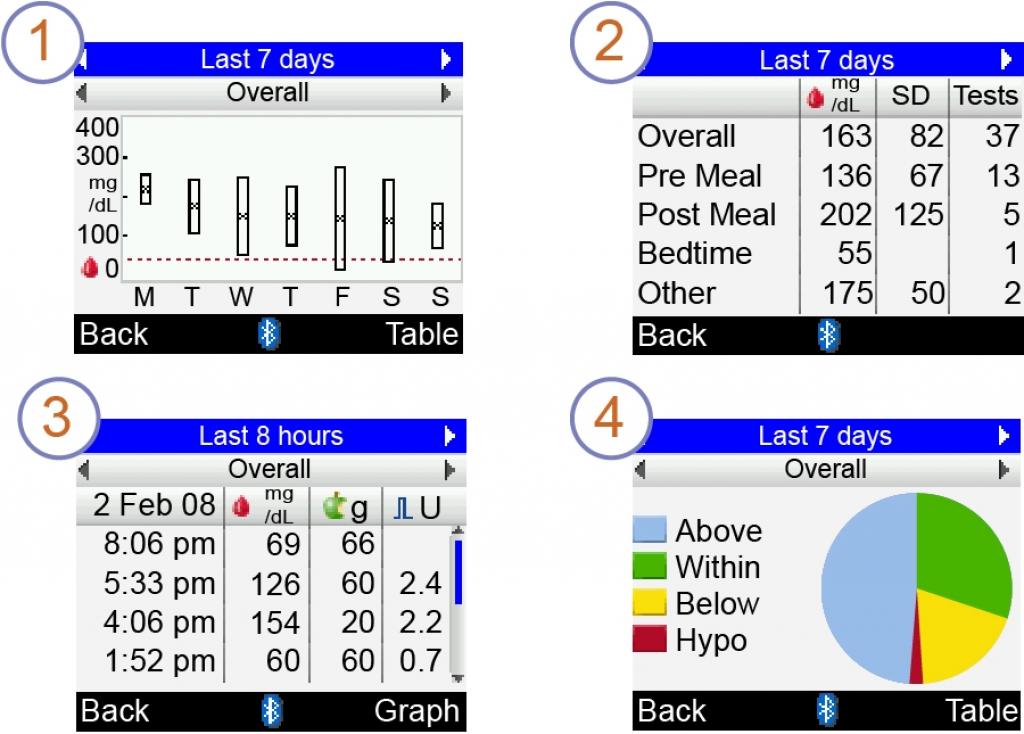 1
Last 7 days
Overall
400
300
mg
/dL
100
0
M T W T F S S
Back Table
2
Last 7 days
mg
/dL SD Tests
Overall 163 82 37
Pre Meal 136 67 13
Post Meal 202 125 5
Bedtime 55 1
Other 175 50 2
Back
3
Last 8 hours
Overall
2 Feb 08 mg
/dL g U
8:06 pm 69 66
5:33 pm 126 60 2.4
4:06 pm 154 20 2.2
1:52 pm 60 60 0.7
Back Graph
4
Last 7 days
Overall
Above
Within
Below
Hypo
Back Table